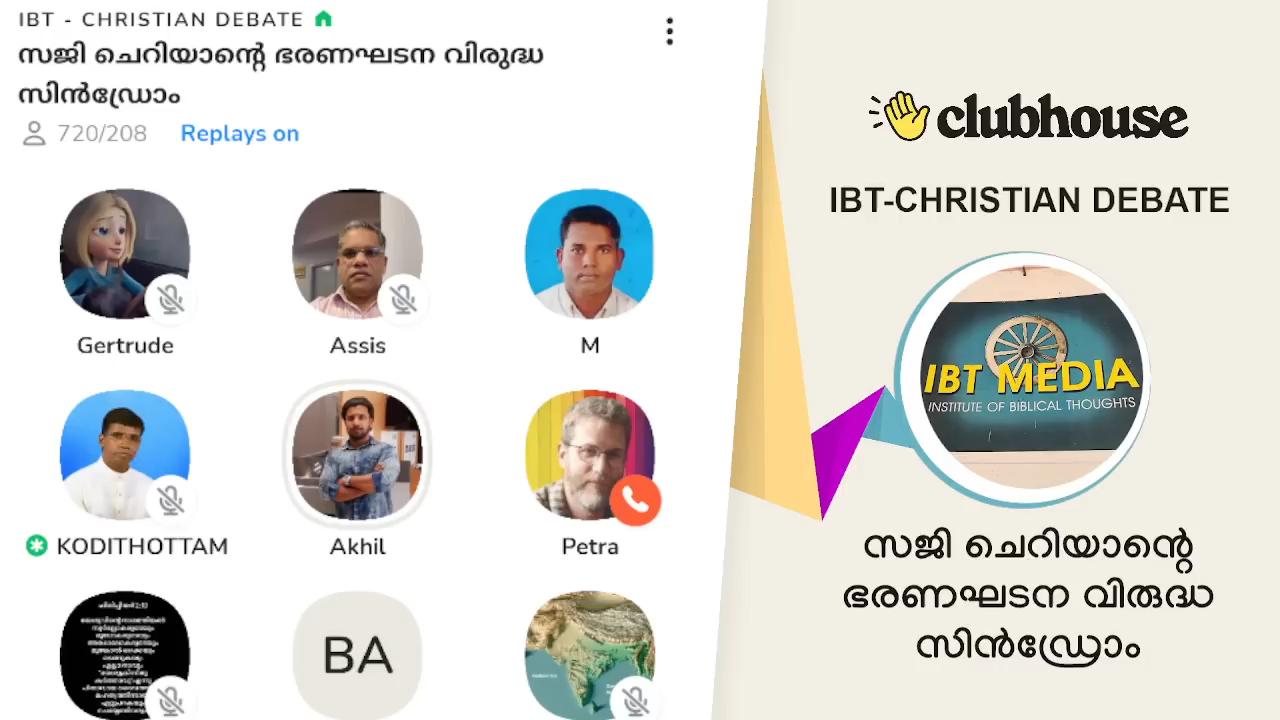 IBT - CHRISTIAN DEBATE
സജി ചെറിയാന്റെ ഭരണഘടന വിരുദ്ധ
സിൻഡ്രോം
720/208 Replays on
Gertrude
Assis
M
KODITHOTTAM
Akhil
Petra
BA
clubhouse
IBT-CHRISTIAN DEBATE
IBT MEDIA
INSTITUTE OF BIBLICAL THOUGHTS
സജി ചെറിയാന്റെ
ഭരണഘടന വിരുദ്ധ
സിൻഡ്രോം